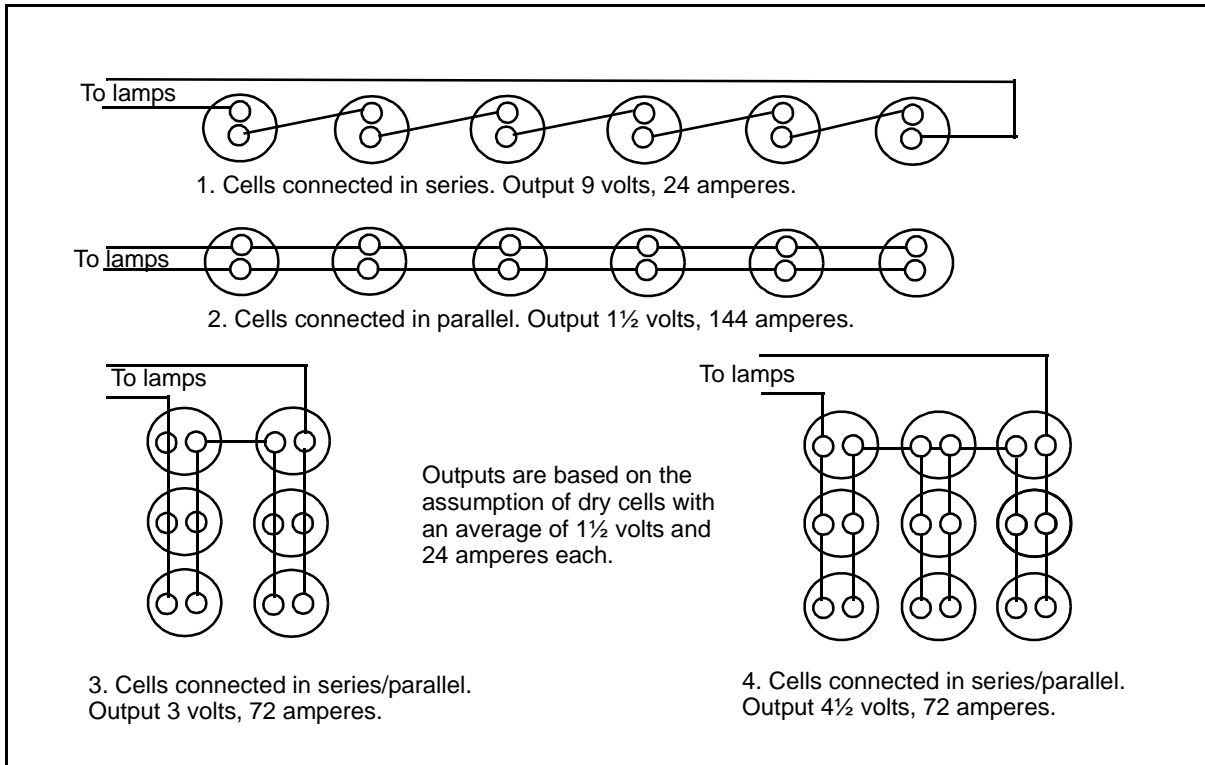 To lamps
1. Cells connected in series. Output 9 volts, 24 amperes.
To lamps
2. Cells connected in parallel. Output 1½ volts, 144 amperes.
To lamps
To lamps
Outputs are based on the
assumption of dry cells with
an average of 1½ volts and
24 amperes each.
3. Cells connected in series/parallel.
Output 3 volts, 72 amperes.
4. Cells connected in series/parallel.
Output 4½ volts, 72 amperes.